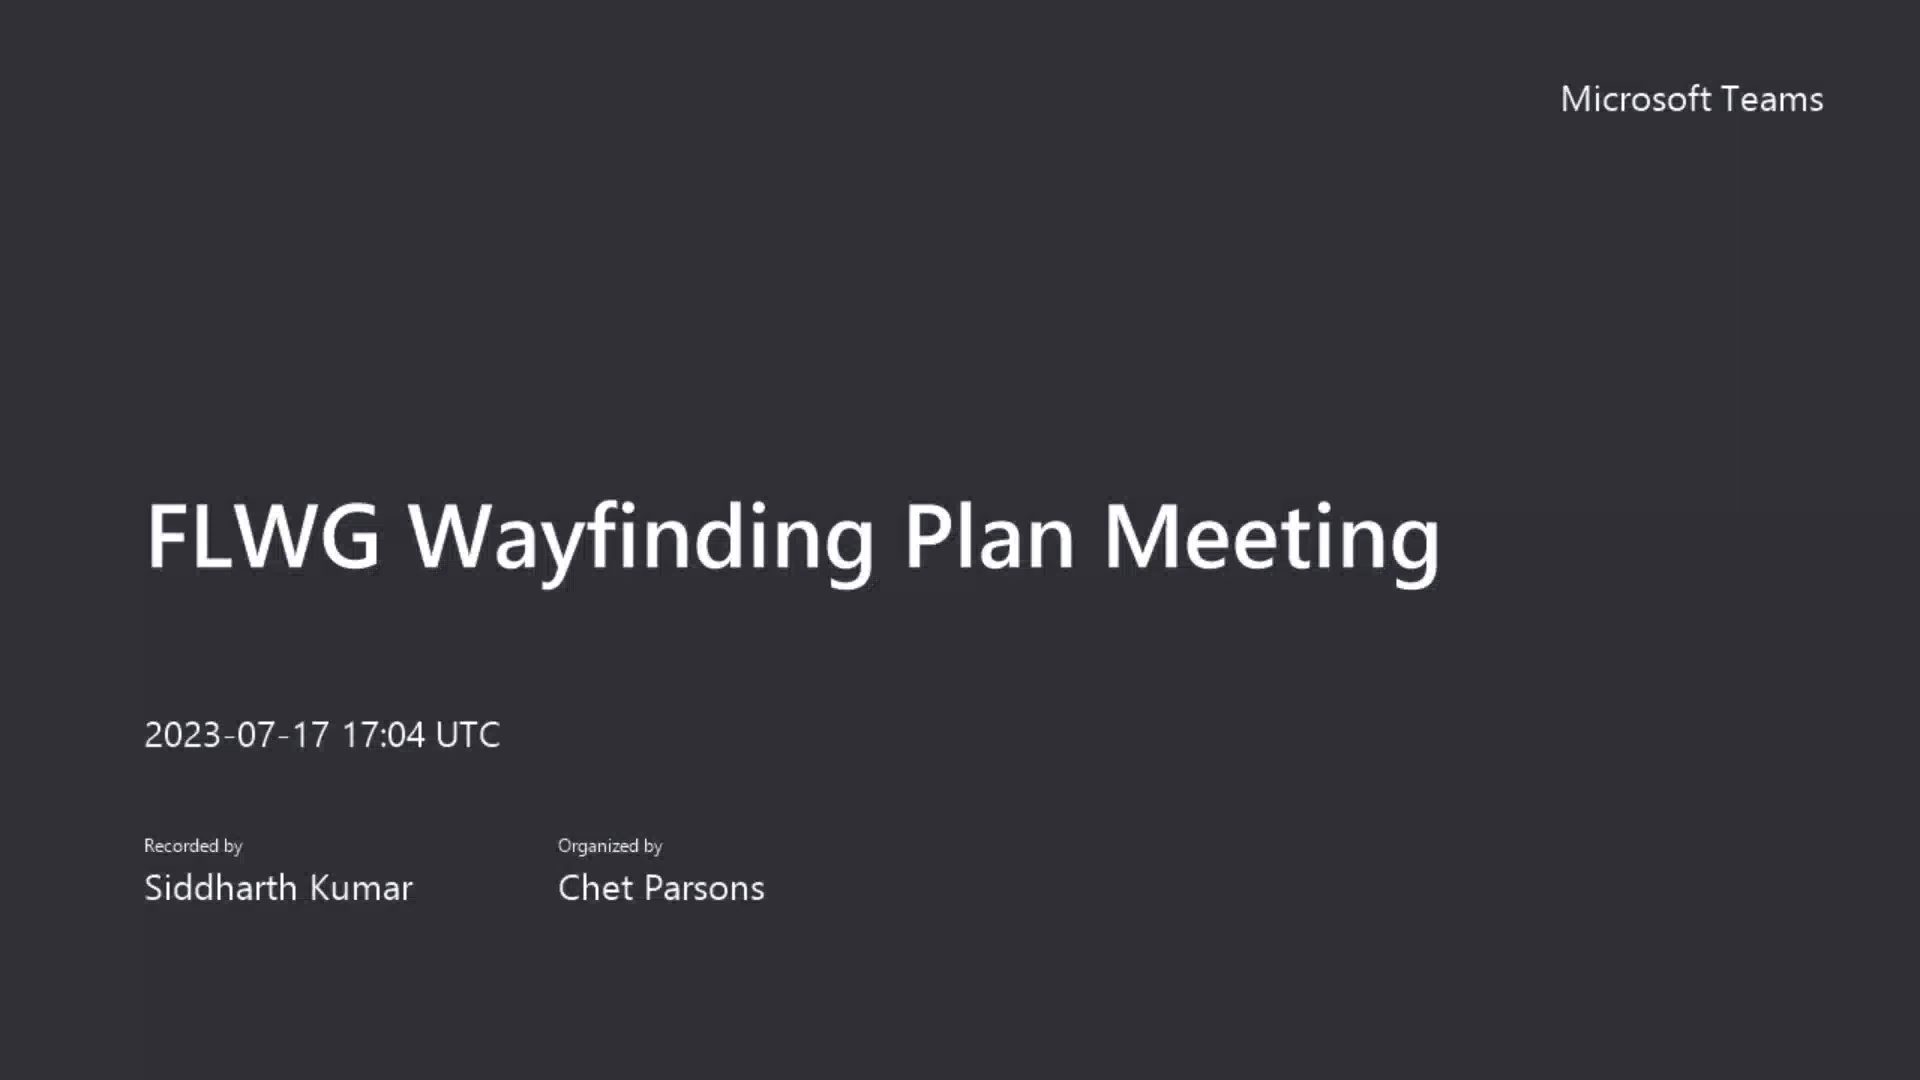 Microsoft Teams
FLWG Wayfinding Plan Meeting
2023-07-17 17:04 UTC
Recorded by
Organized by
Siddharth Kumar
Chet Parsons